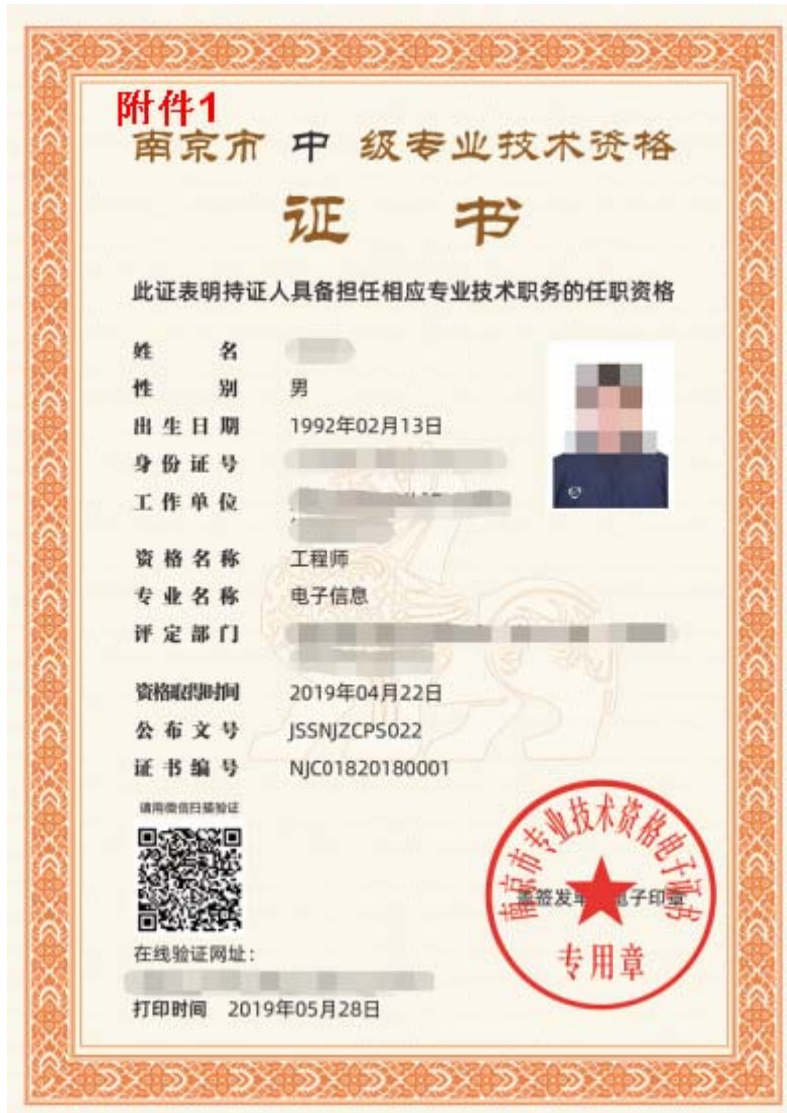 附件1
南京市 中 级专业技术资格
证 书
此证表明持证人具备担任相应专业技术职务的任职资格
姓 名
性 别 男
出生日期 1992年02月13日
身份证号
工作单位
资格名称 工程师
专业名称 电子信息
评定部门
资格取得时间 2019年04月22日
公布文号 JSSNJZCPS022
证书编号 NJC01820180001
请用微信扫描验证
南京市专业技术资格电子证书
签发单 电子印章
专用章
在线验证网址：
打印时间 2019年05月28日